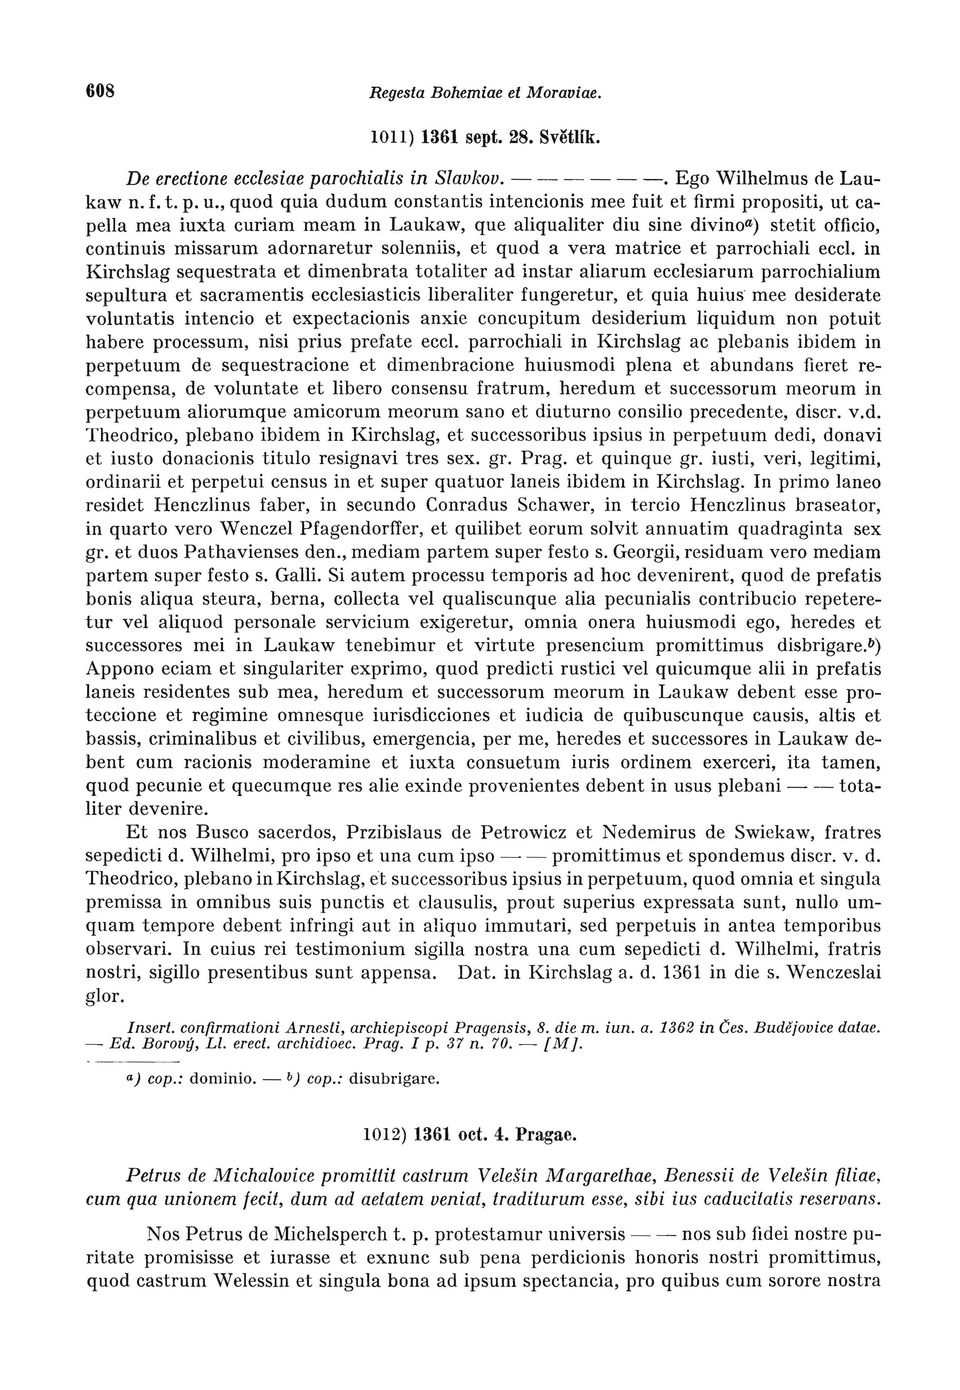 608 Regesta Bohemiae et Moraviae.
1011) 1361 sept. 28. Světlík.
De erectione ecclesiae parochialis in Slavkov. — — — — — —. Ego Wilhelmus de Lau-
kaw n. f. t. p. u., quod quia dudum constantis intencionis mee fuit et firmi propositi, ut ca-
pella mea iuxta curiam meam in Laukaw, que aliqualiter diu sine divinoa) stetit officio,
continuis missarum adornaretur solenniis, et quod a vera matrice et parrochiali eccl. in
Kirchslag sequestrata et dimenbrata totaliter ad instar aliarum ecclesiarum parrochialium
sepultura et sacramentis ecclesiasticis liberaliter fungeretur, et quia huius mee desiderate
voluntatis intencio et expectacionis anxie concupitum desiderium liquidum non potuit
habere processum, nisi prius prefate eccl. parrochiali in Kirchslag ac plebanis ibidem in
perpetuum de sequestracione et dimenbracione huiusmodi plena et abundans fieret re-
compensa, de voluntate et libero consensu fratrum, heredum et successorum meorum in
perpetuum aliorumque amicorum meorum sano et diuturno consilio precedente, discr. v.d.
Theodrico, plebano ibidem in Kirchslag, et successoribus ipsius in perpetuum dedi, donavi
et iusto donacionis titulo resignavi tres sex. gr. Prag. et quinque gr. iusti, veri, legitimi,
ordinarii et perpetui census in et super quatuor laneis ibidem in Kirchslag. In primo laneo
residet Henczlinus faber, in secundo Conradus Schawer, in tercio Henczlinus braseator,
in quarto vero Wenczel Pfagendorffer, et quilibet eorum solvit annuatim quadraginta sex
gr. et duos Pathavienses den., mediam partem super festo s. Georgii, residuam vero mediam
partem super festo s. Galli. Si autem processu temporis ad hoc devenirent, quod de prefatis
bonis aliqua steura, berna, collecta vel qualiscunque alia pecunialis contribucio repetere-
tur vel aliquod personale servicium exigeretur, omnia onera huiusmodi ego, heredes et
successores mei in Laukaw tenebimur et virtute presencium promittimus disbrigare.b)
Appono eciam et singulariter exprimo, quod predicti rustici vel quicumque alii in prefatis
laneis residentes sub mea, heredum et successorum meorum in Laukaw debent esse pro-
teccione et regimine omnesque iurisdicciones et iudicia de quibuscunque causis, altis et
bassis, criminalibus et civilibus, emergencia, per me, heredes et successores in Laukaw de-
bent cum racionis moderamine et iuxta consuetum iuris ordinem exerceri, ita tamen,
quod pecunie et quecumque res alie exinde provenientes debent in usus plebani — — tota-
liter devenire.
Et nos Busco sacerdos, Przibislaus de Petrowicz et Nedemirus de Swiekaw, fratres
sepedicti d. Wilhelmi, pro ipso et una cum ipso — — promittimus et spondemus discr. v. d.
Theodrico, plebano in Kirchslag, et successoribus ipsius in perpetuum, quod omnia et singula
premissa in omnibus suis punctis et clausulis, prout superius expressata sunt, nullo um-
quam tempore debent infringi aut in aliquo immutari, sed perpetuis in antea temporibus
observari. In cuius rei testimonium sigilla nostra una cum sepedicti d. Wilhelmi, fratris
nostri, sigillo presentibus sunt appensa. Dat. in Kirchslag a. d. 1361 in die s. Wenczeslai
glor.
Insert. confirmationi Arnesti, archiepiscopi Pragensis, 8. die m. iun. a. 1362 in Čes. Budějovice datae.
— Ed. Borový, Ll. erect. archidioec. Prag. I p. 37 n. 70. — [M].
a) cop.: dominio. — b) cop.: disubrigare.
1012) 1361 oct. 4. Pragae.
Petrus de Michalovice promittit castrum Velešín Margarethae, Benessii de Velešín filiae,
cum qua unionem fecit, dum ad aetatem veniat, traditurum esse, sibi ius caducitatis reservans.
Nos Petrus de Michelsperch t. p. protestamur universis — — nos sub fidei nostre pu-
ritate promisisse et iurasse et exnunc sub pena perdicionis honoris nostri promittimus,
quod castrum Welessin et singula bona ad ipsum spectancia, pro quibus cum sorore nostra